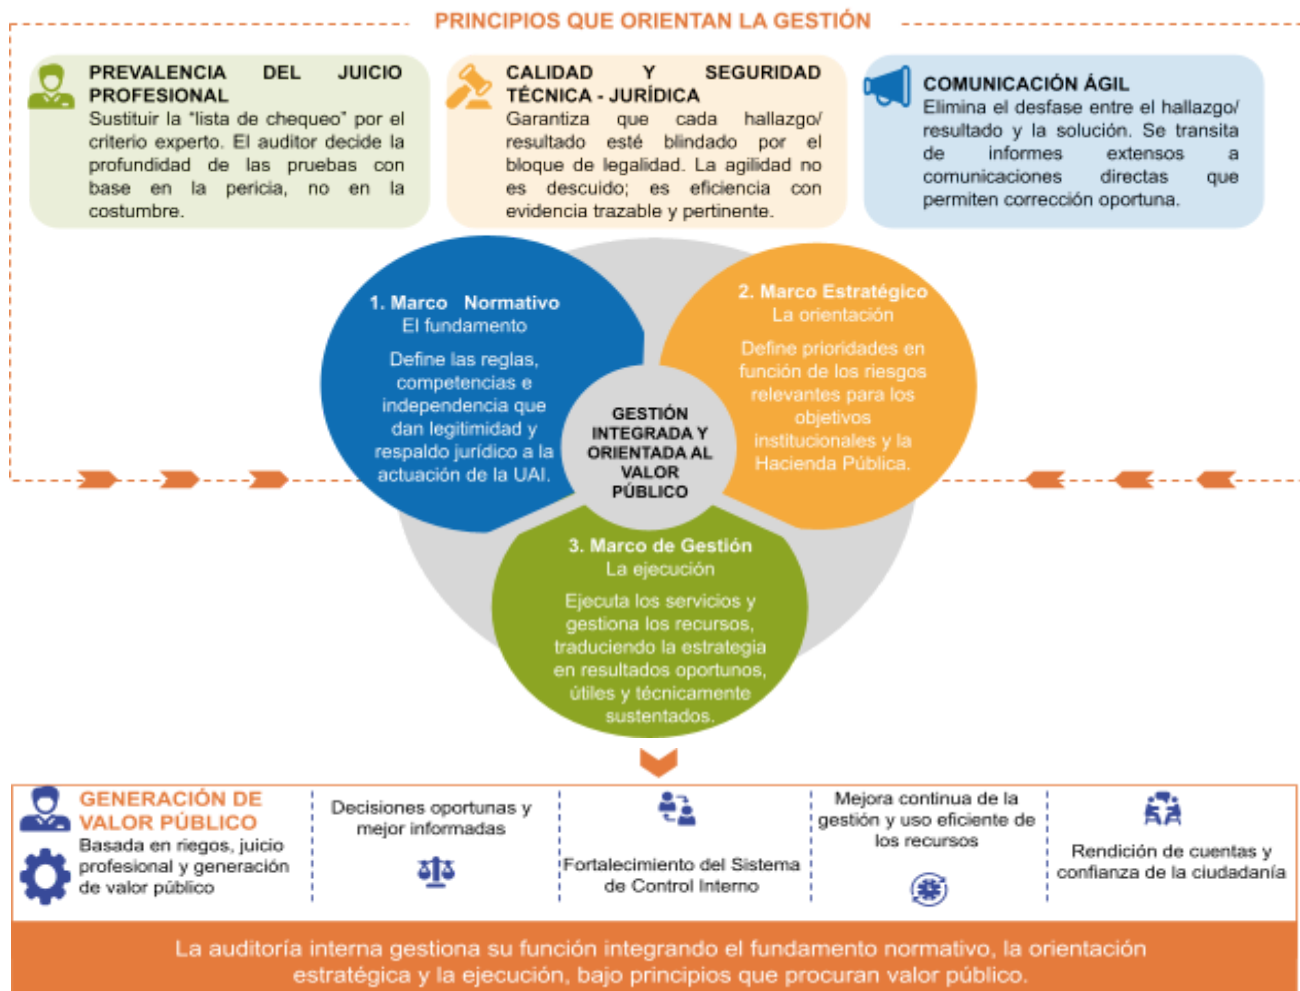 PRINCIPIOS QUE ORIENTAN LA GESTIÓN
PREVALENCIA DEL JUICIO
PROFESIONAL
Sustituir la “lista de chequeo” por el
criterio experto. El auditor decide la
profundidad de las pruebas con
base en la pericia, no en la
costumbre.
CALIDAD Y SEGURIDAD
TÉCNICA - JURÍDICA
Garantiza que cada hallazgo/
resultado esté blindado por el
bloque de legalidad. La agilidad no
es descuido; es eficiencia con
evidencia trazable y pertinente.
COMUNICACIÓN ÁGIL
Elimina el desfase entre el hallazgo/
resultado y la solución. Se transita
de informes extensos a
comunicaciones directas que
permiten corrección oportuna.
1. Marco Normativo
El fundamento
Define las reglas,
competencias e
independencia que
dan legitimidad y
respaldo jurídico a la
actuación de la UAI.
2. Marco Estratégico
La orientación
Define prioridades en
función de los riesgos
relevantes para los
objetivos
institucionales y la
Hacienda Pública.
GESTIÓN
INTEGRADA Y
ORIENTADA AL
VALOR
PÚBLICO
3. Marco de Gestión
La ejecución
Ejecuta los servicios y
gestiona los recursos,
traduciendo la estrategia
en resultados oportunos,
útiles y técnicamente
sustentados.
GENERACIÓN DE
VALOR PÚBLICO
Basada en riegos, juicio
profesional y generación
de valor público
Decisiones oportunas y
mejor informadas
Fortalecimiento del Sistema
de Control Interno
Mejora continua de la
gestión y uso eficiente de
los recursos
Rendición de cuentas y
confianza de la ciudadanía
La auditoría interna gestiona su función integrando el fundamento normativo, la orientación
estratégica y la ejecución, bajo principios que procuran valor público.